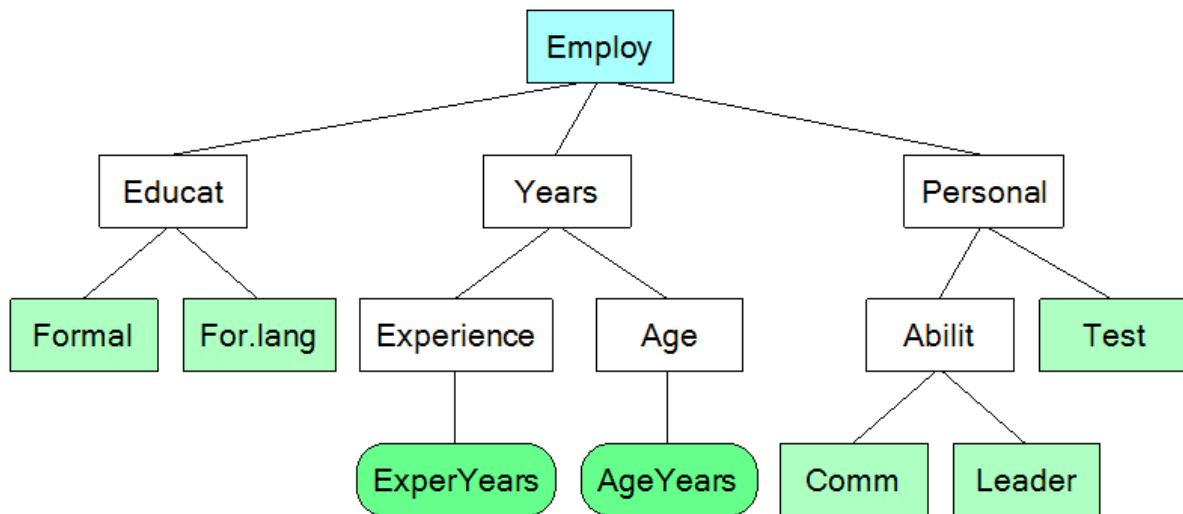 Employ
Educat
Years
Personal
Formal
For.lang
Experience
Age
Abilit
Test
ExperYears
AgeYears
Comm
Leader